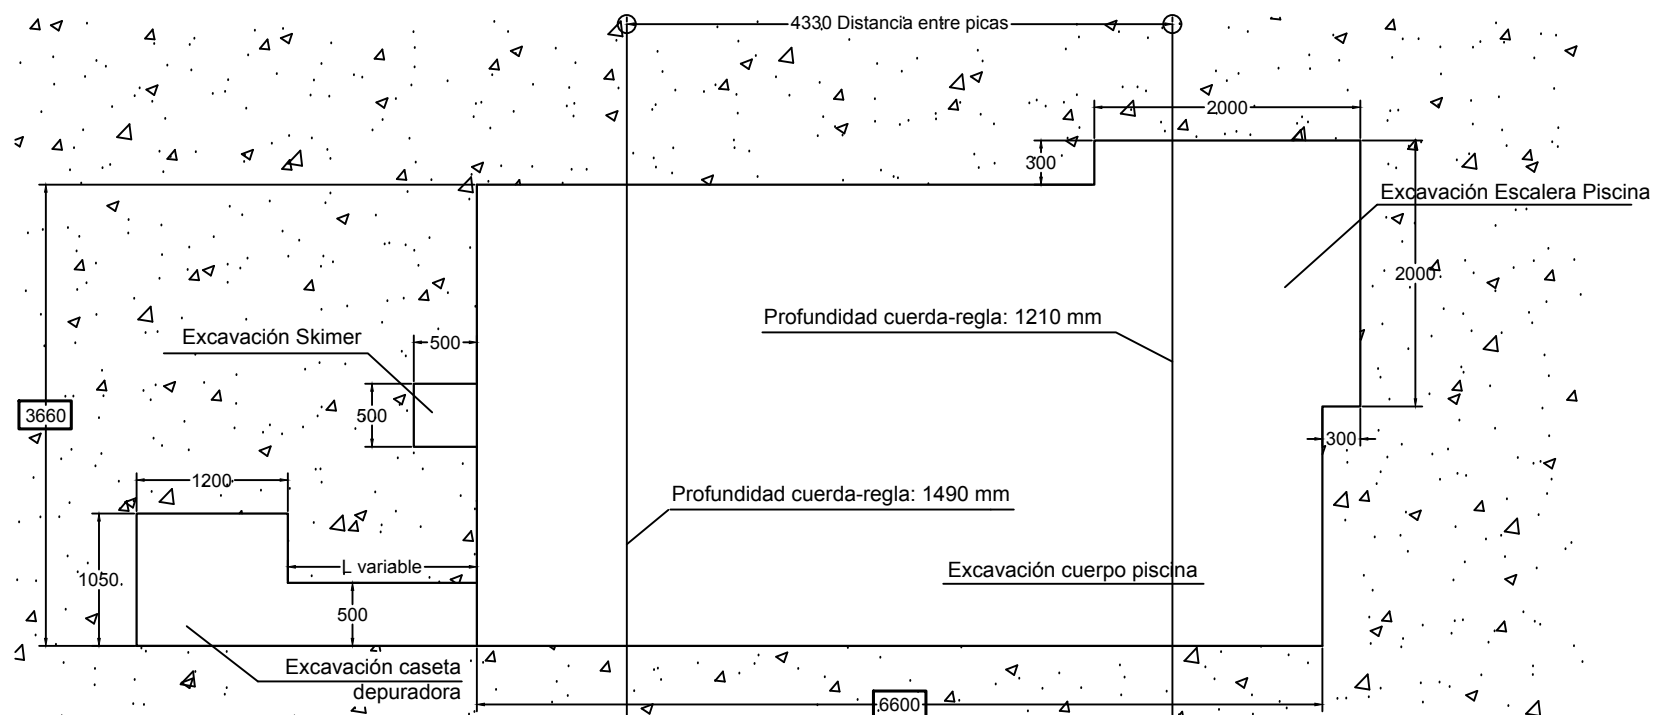 4330 Distancia entre picas
2000
300
Excavación Escalera Piscina
2000
Profundidad cuerda-regla: 1210 mm
Excavación Skimer
500
500
3660
300
1200
Profundidad cuerda-regla: 1490 mm
L variable
1050
Excavación cuerpo piscina
500
Excavación caseta
depuradora
6600